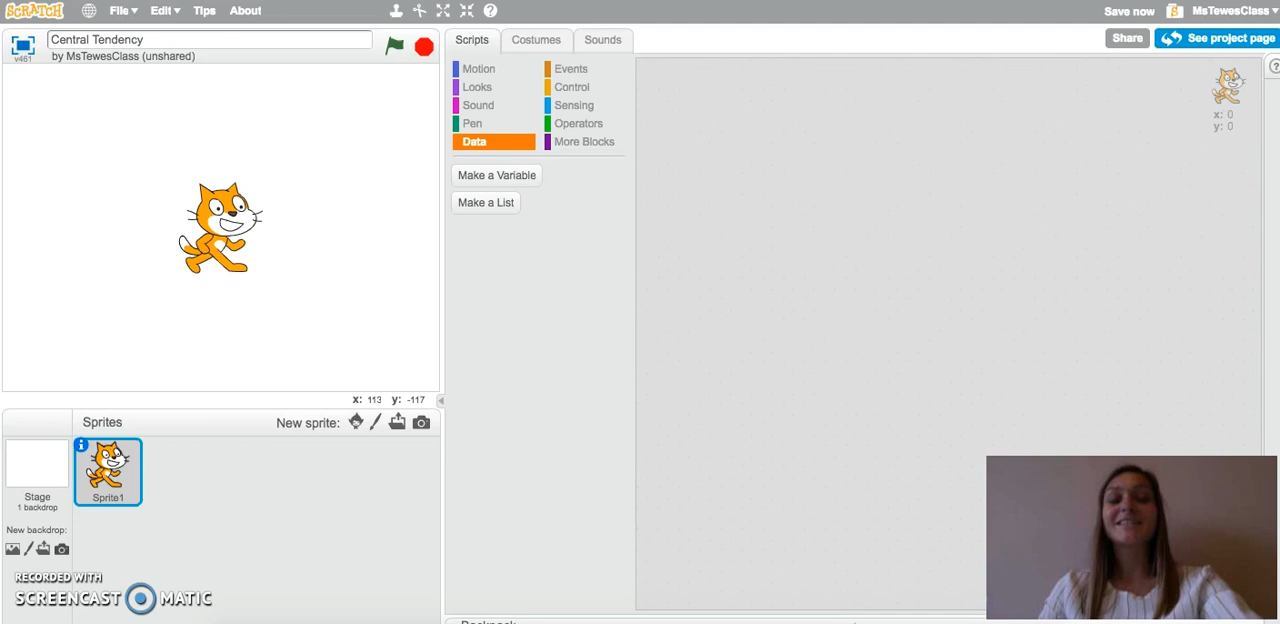 SCRATCH File▼ Edit▼ Tips About Save now MsTewesClass▼
Central Tendency
by MsTewesClass (unshared)
v461
Scripts Costumes Sounds
Share See project page
Motion Events
Looks Control
Sound Sensing
Pen Operators
Data More Blocks
Make a Variable
Make a List
x: 0
y: 0
x: 113 y: -117
Sprites New sprite:
Stage
1 backdrop
New backdrop:
Sprite1
RECORDED WITH
SCREENCAST MATIC